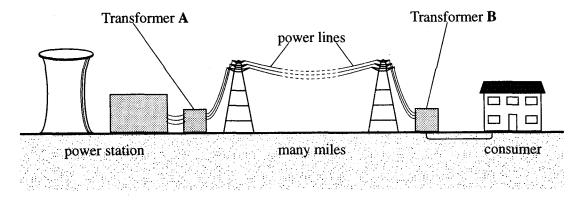 Transformer A
Transformer B
power lines
power station
many miles
consumer